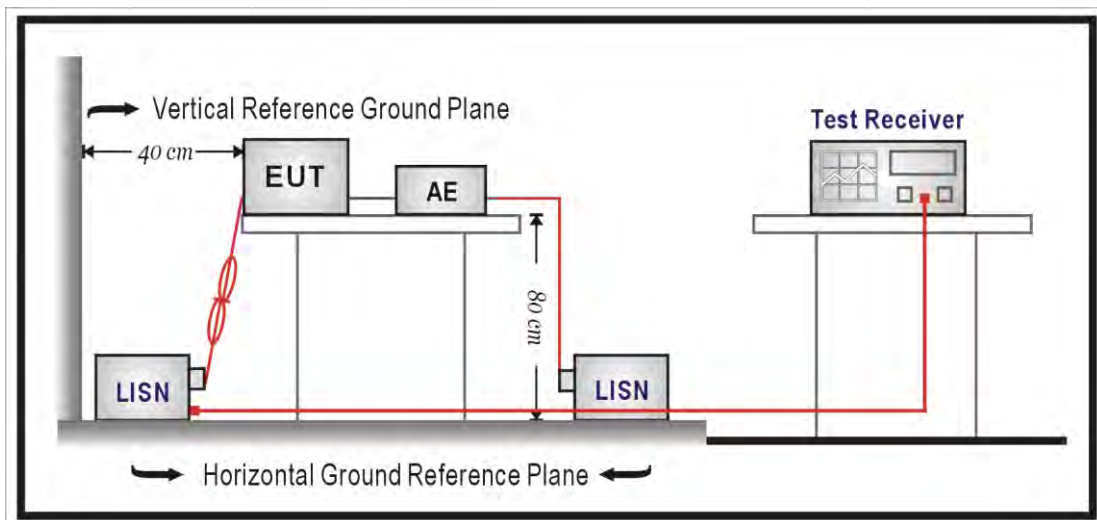 Vertical Reference Ground Plane
Test Receiver
40 cm
EUT
AE
80 cm
LISN
LISN
Horizontal Ground Reference Plane